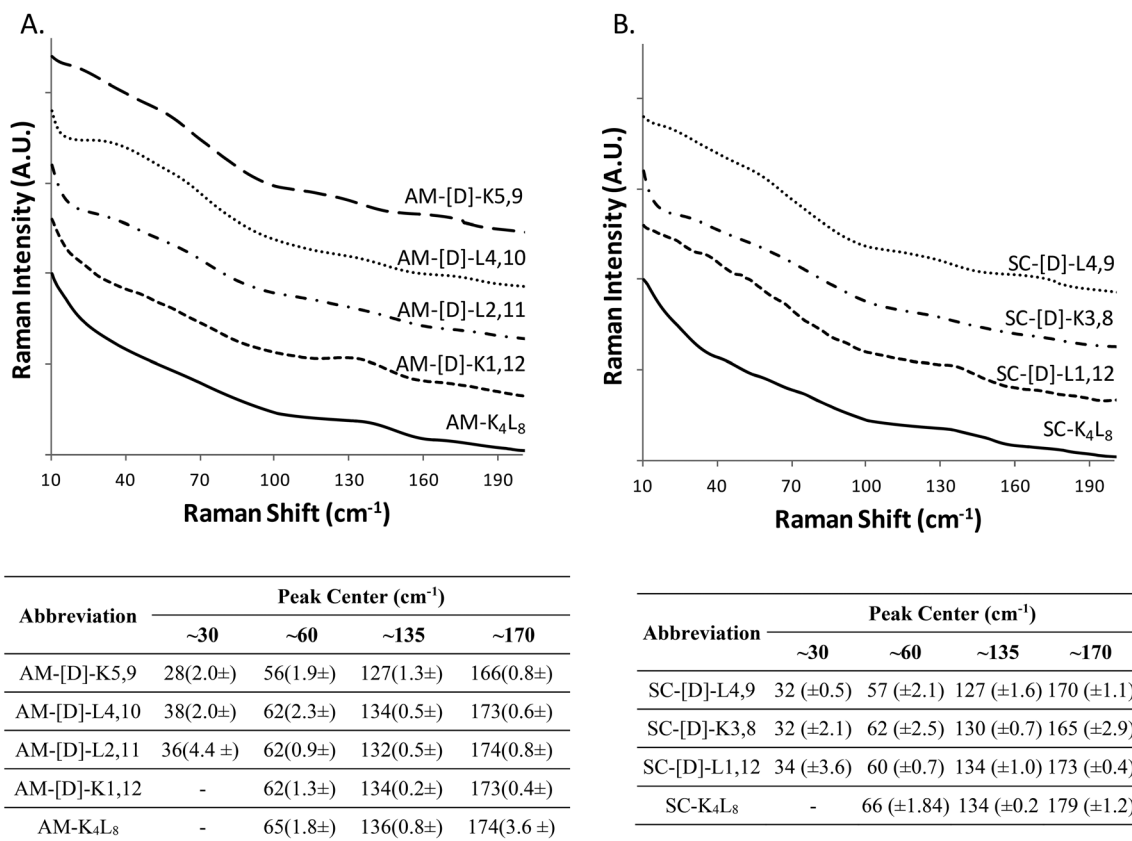 A.
Raman Intensity (A.U.)
AM-[D]-K5,9
AM-[D]-L4,10
AM-[D]-L2,11
AM-[D]-K1,12
AM-K₄L₈
10 40 70 100 130 160 190
Raman Shift (cm⁻¹)
B.
Raman Intensity (A.U.)
SC-[D]-L4,9
SC-[D]-K3,8
SC-[D]-L1,12
SC-K₄L₈
10 40 70 100 130 160 190
Raman Shift (cm⁻¹)
Abbreviation Peak Center (cm⁻¹)
~30 ~60 ~135 ~170
AM-[D]-K5,9 28(2.0±) 56(1.9±) 127(1.3±) 166(0.8±)
AM-[D]-L4,10 38(2.0±) 62(2.3±) 134(0.5±) 173(0.6±)
AM-[D]-L2,11 36(4.4 ±) 62(0.9±) 132(0.5±) 174(0.8±)
AM-[D]-K1,12 - 62(1.3±) 134(0.2±) 173(0.4±)
AM-K₄L₈ - 65(1.8±) 136(0.8±) 174(3.6 ±)
Abbreviation Peak Center (cm⁻¹)
~30 ~60 ~135 ~170
SC-[D]-L4,9 32 (±0.5) 57 (±2.1) 127 (±1.6) 170 (±1.1)
SC-[D]-K3,8 32 (±2.1) 62 (±2.5) 130 (±0.7) 165 (±2.9)
SC-[D]-L1,12 34 (±3.6) 60 (±0.7) 134 (±1.0) 173 (±0.4)
SC-K₄L₈ - 66 (±1.84) 134 (±0.2 179 (±1.2)